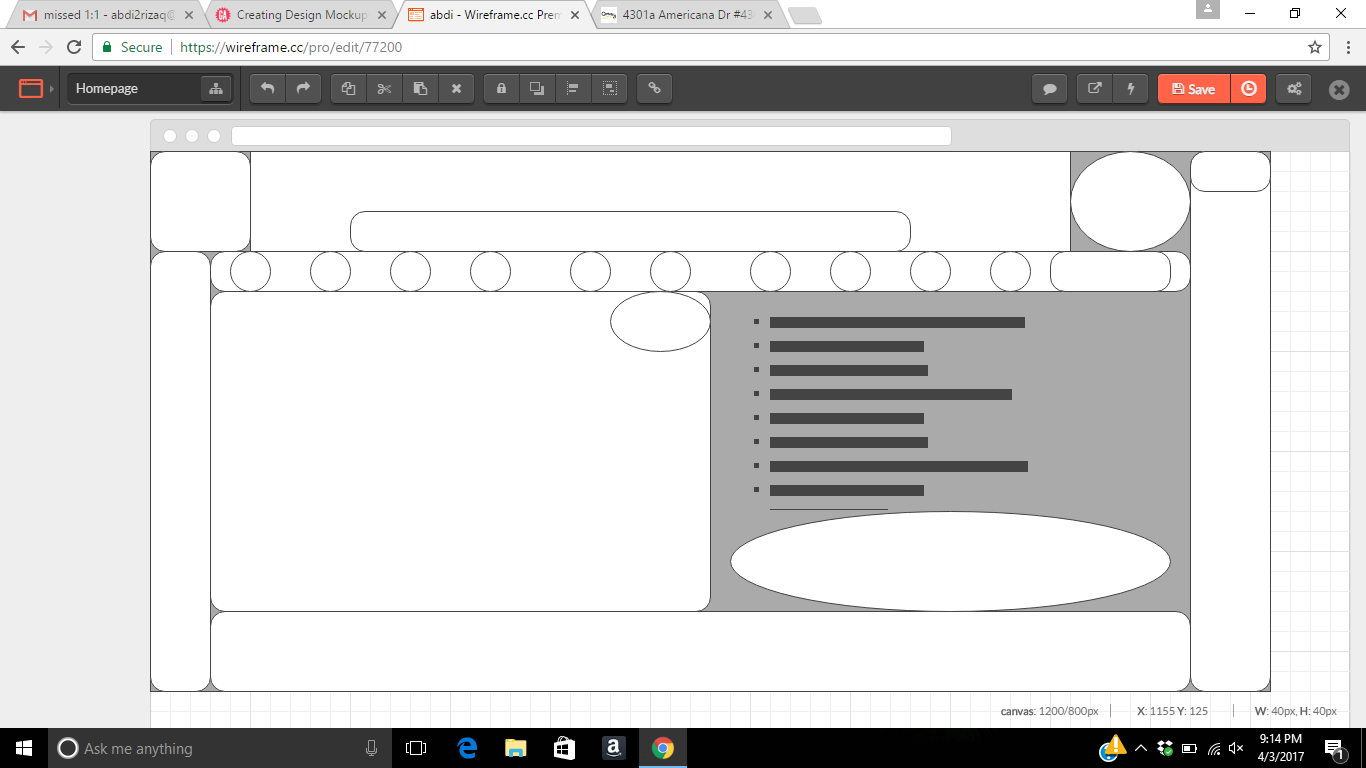 missed 1:1 - abdi2rizaq@
Creating Design Mockup
abdi - Wireframe.cc Prem
4301a Americana Dr #43
Secure
https://wireframe.cc/pro/edit/77200
Homepage
Save
canvas: 1200/800px
X: 1155 Y: 125
W: 40px, H: 40px
Ask me anything
9:14 PM
4/3/2017
1